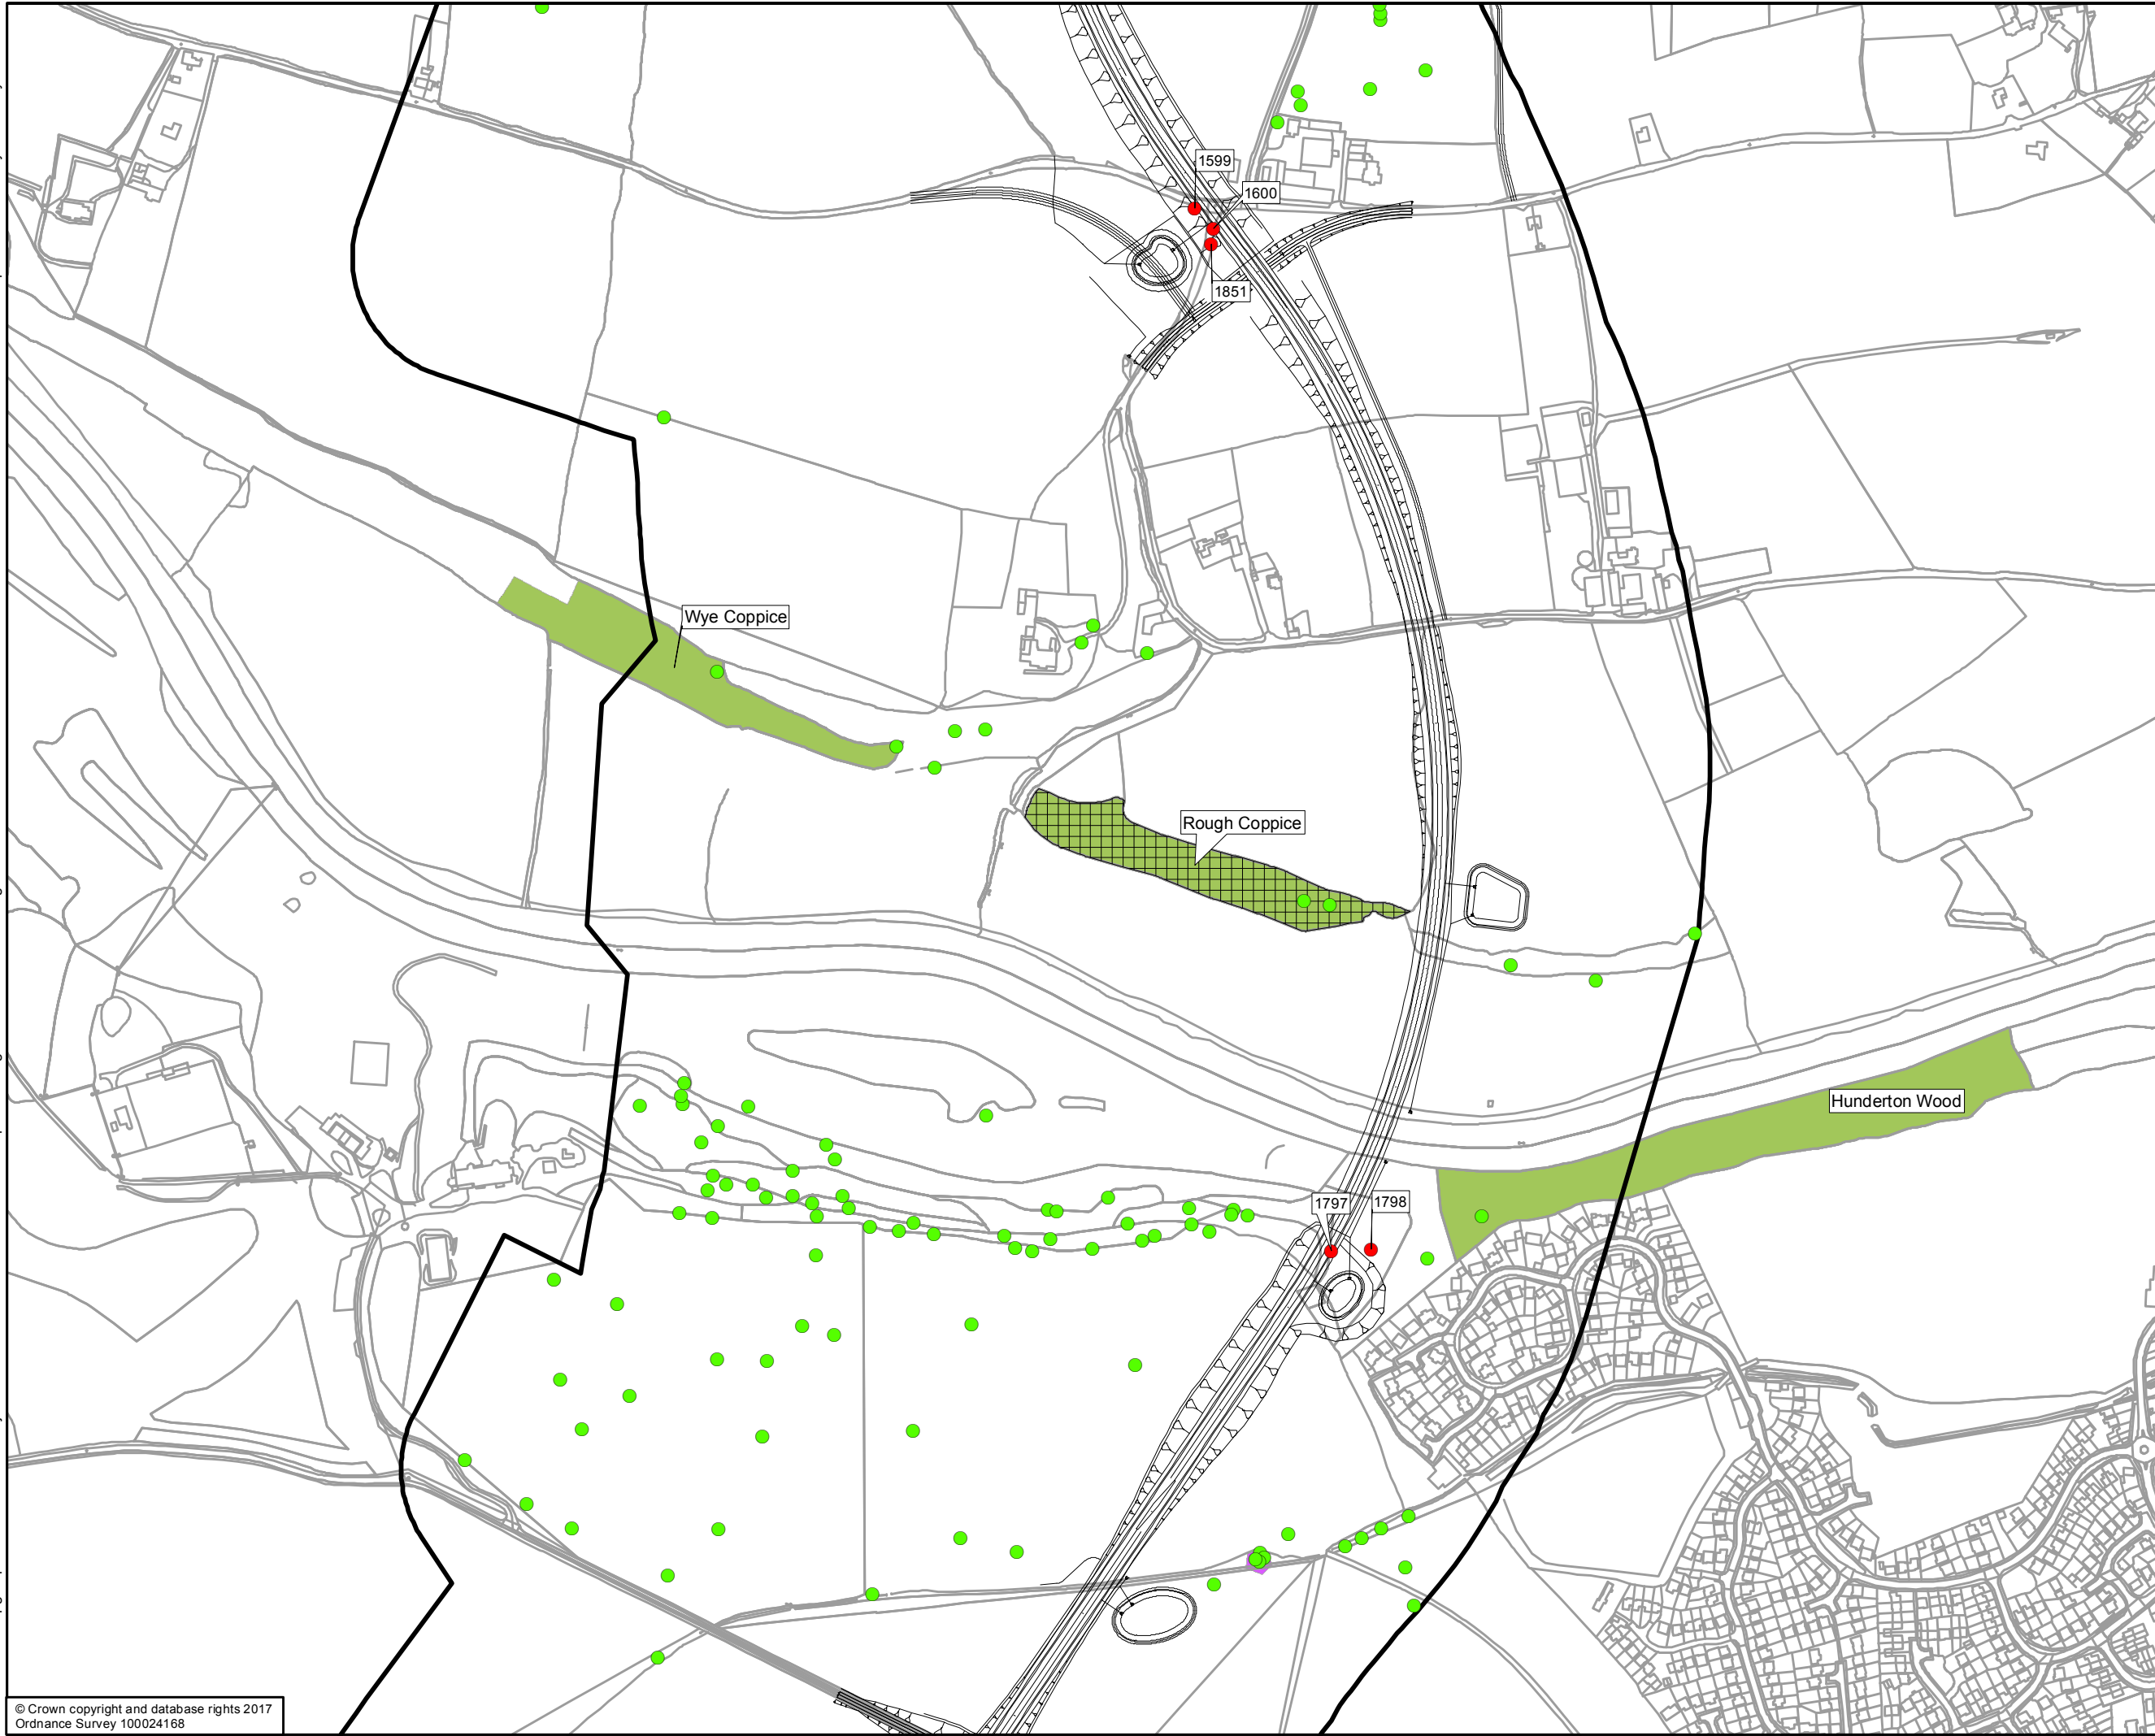 1599
1600
1851
Wye Coppice
Rough Coppice
Hunderton Wood
1797
1798
© Crown copyright and database rights 2017
Ordnance Survey 100024168